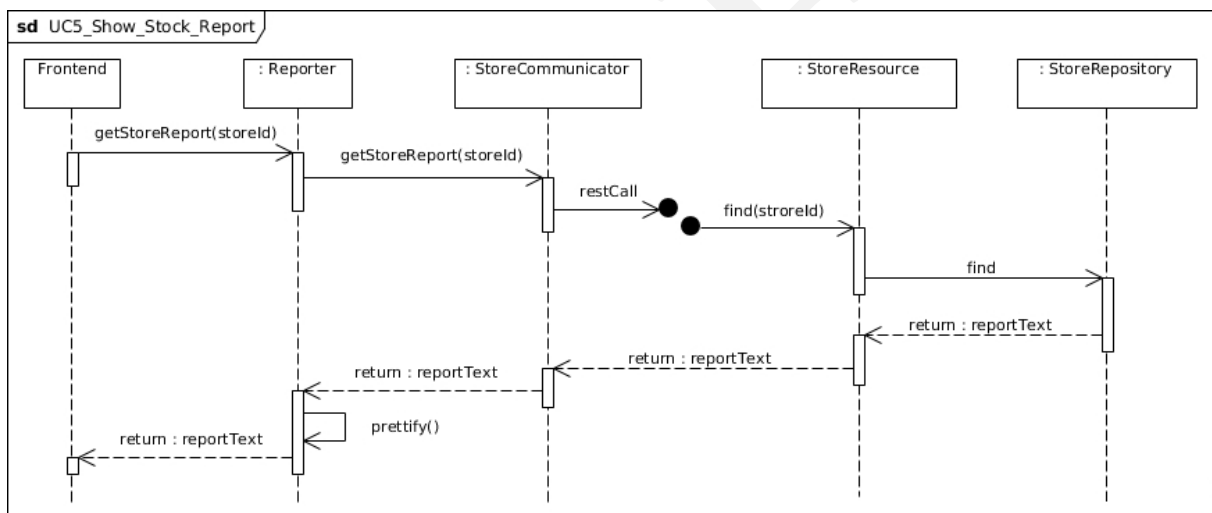 sd UC5_Show_Stock_Report
Frontend
: Reporter
: StoreCommunicator
: StoreResource
: StoreRepository
getStoreReport(storeId)
getStoreReport(storeId)
restCall
find(stroreId)
find
return : reportText
return : reportText
return : reportText
prettify()
return : reportText